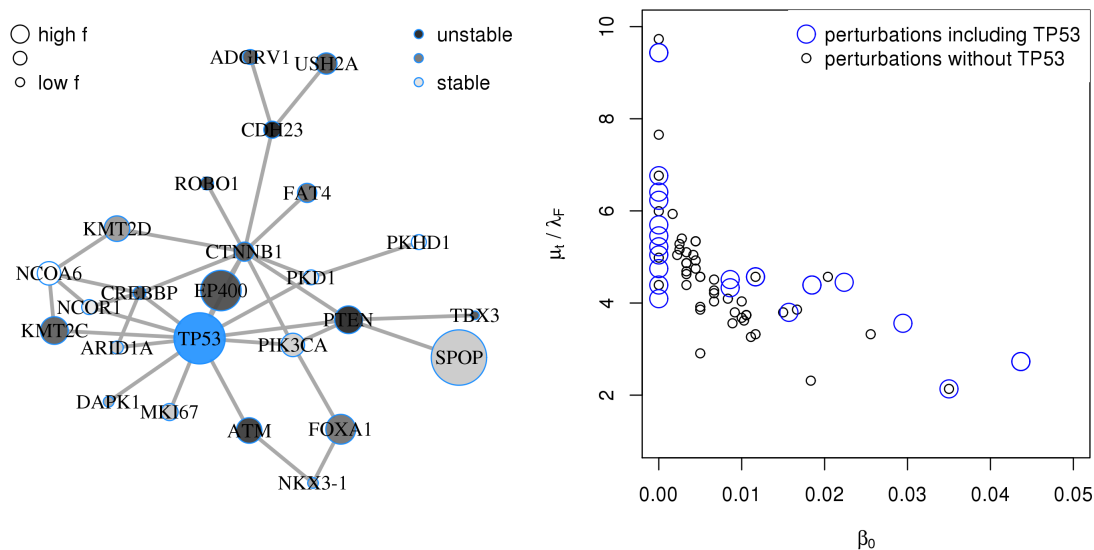 high f
low f
unstable
stable
ADGRV1
USH2A
CDH23
ROBO1
FAT4
KMT2D
CTNNB1
PKHD1
NCOA6
PKD1
CREBBP
EP400
NCOR1
KMT2C
TP53
PTEN
TBX3
ARID1A
PIK3CA
SPOP
DAPK1
MKI67
ATM
FOXA1
NKX3-1
perturbations including TP53
perturbations without TP53
10
8
6
4
2
μt / λF
0.00 0.01 0.02 0.03 0.04 0.05
β0